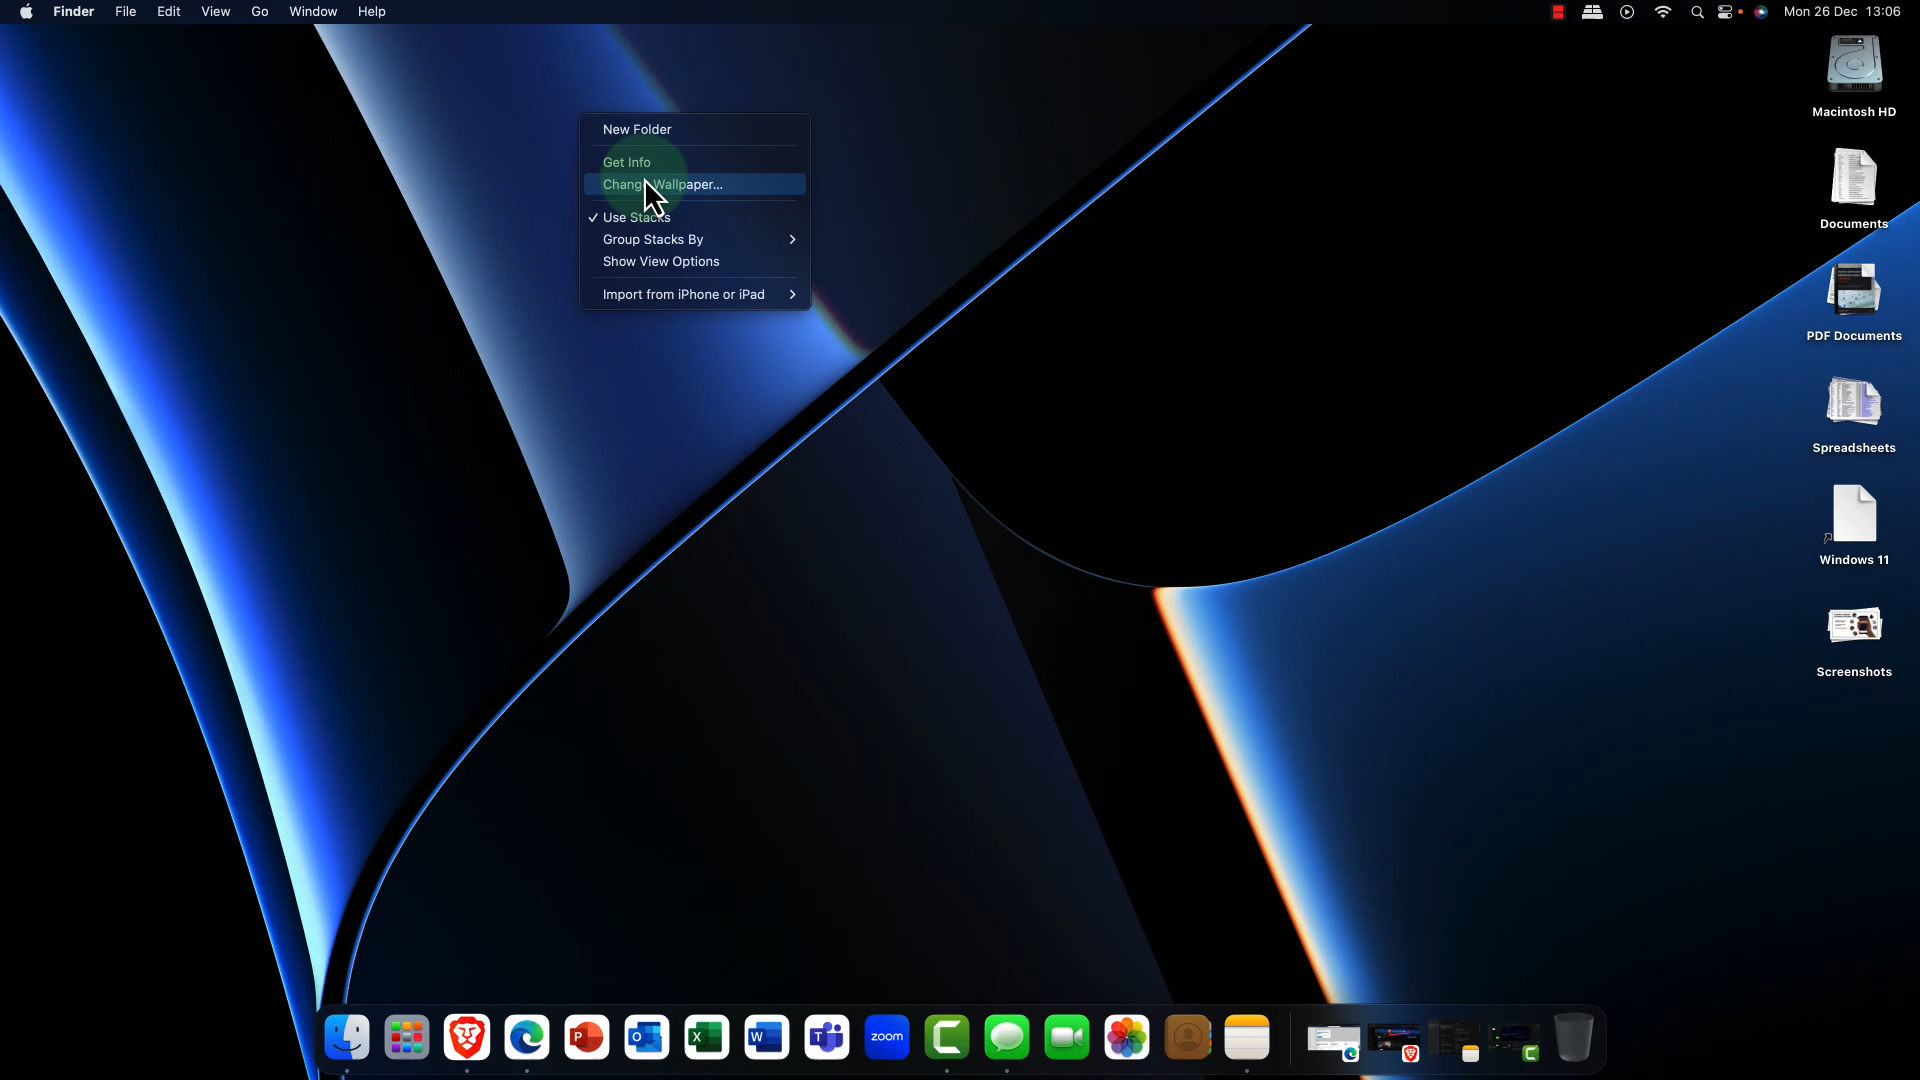 Finder File Edit View Go Window Help
Mon 26 Dec 13:06
New Folder
Get Info
Change Wallpaper...
✓ Use Stacks
Group Stacks By
Show View Options
Import from iPhone or iPad
Macintosh HD
Documents
PDF Documents
Spreadsheets
Windows 11
Screenshots
zoom